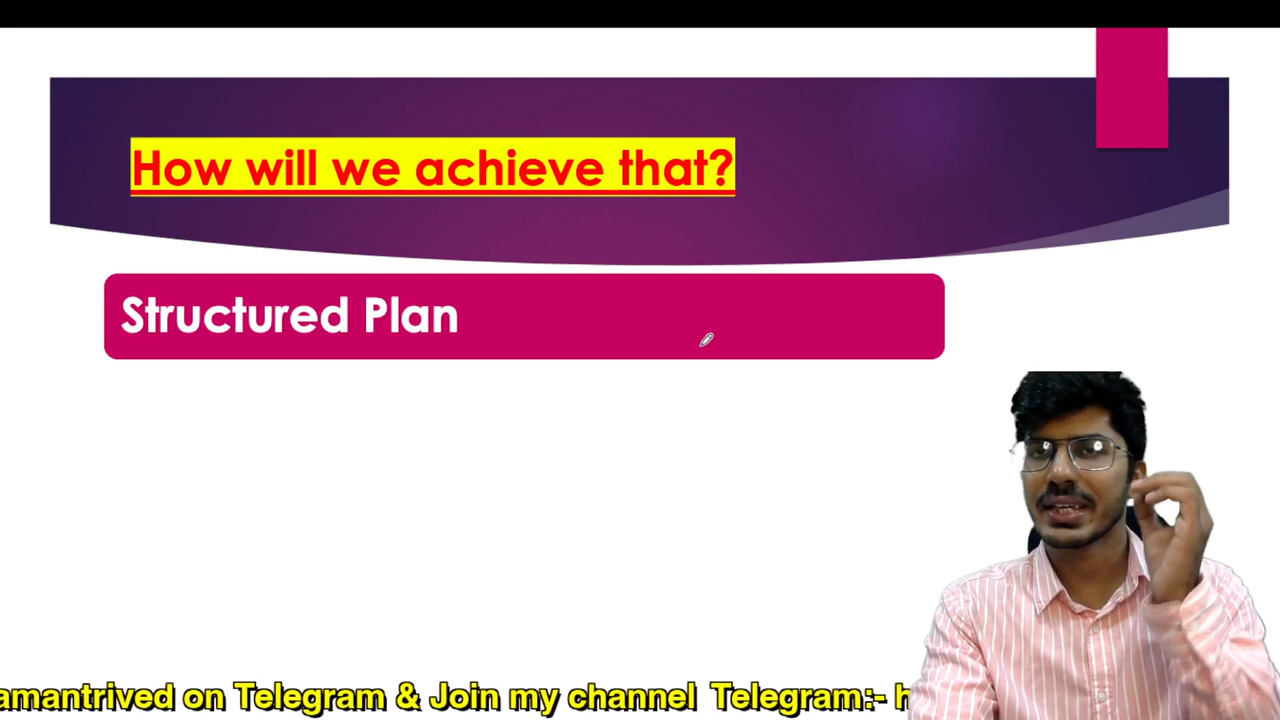 How will we achieve that?
Structured Plan
amantrived on Telegram & Join my channel Telegram:- h